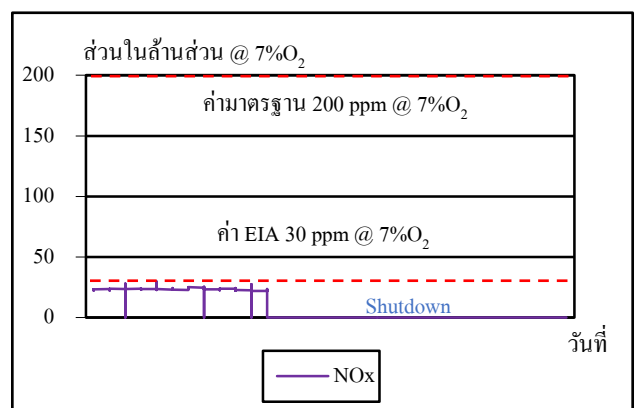 ส่วนในล้านส่วน @ 7%O₂
200
ค่ามาตรฐาน 200 ppm @ 7%O₂
150
100
ค่า EIA 30 ppm @ 7%O₂
50
Shutdown
0
วันที่
NOx